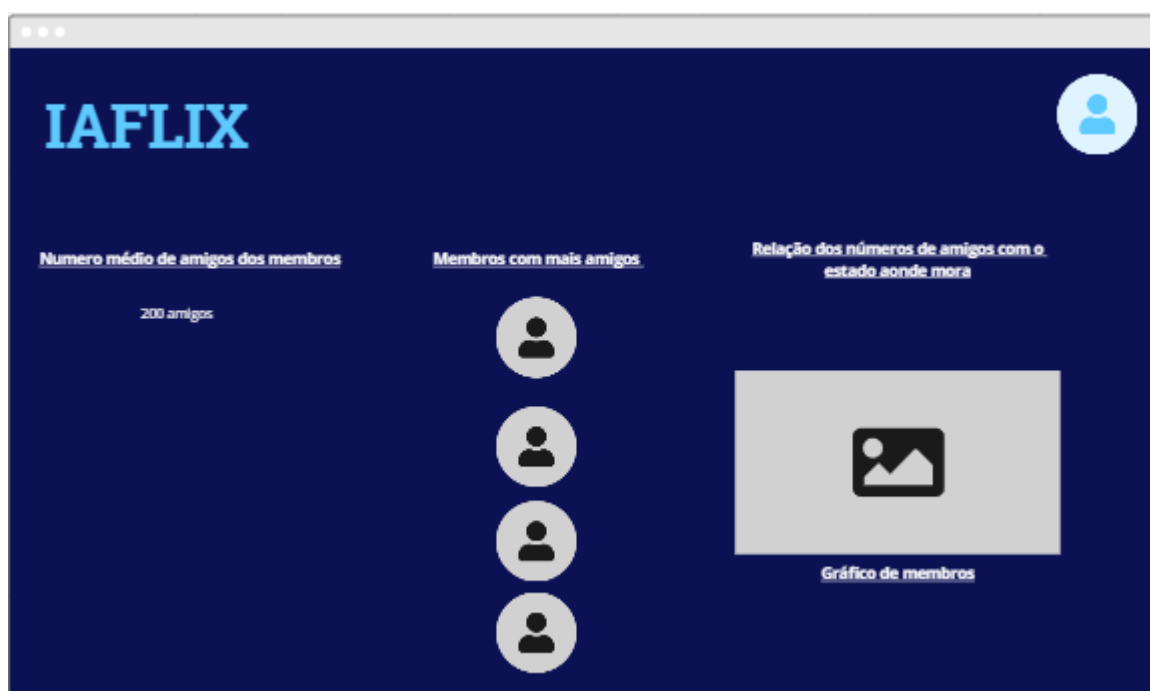 IAFLIX
Numero médio de amigos dos membros
200 amigos
Membros com mais amigos
Relação dos números de amigos com o
estado aonde mora
Gráfico de membros